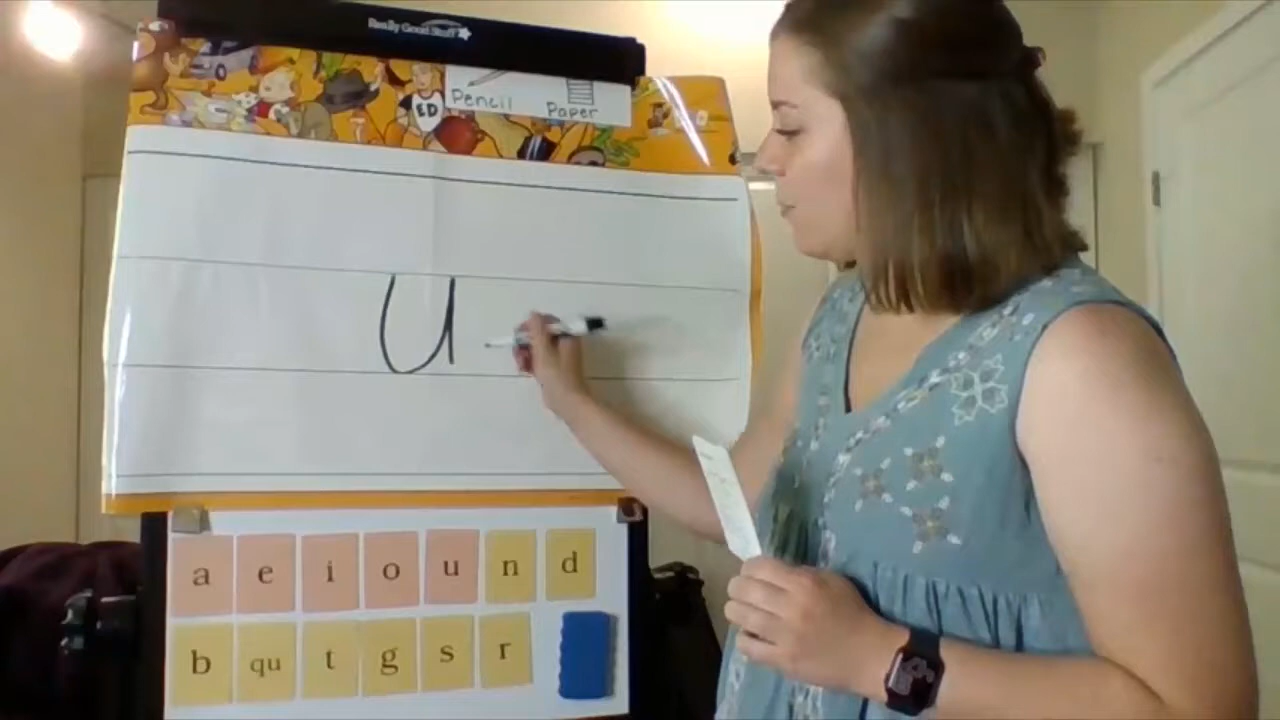 Really Good Stuff
Pencil Paper
ED
u
a e i o u n d
b qu t g s r